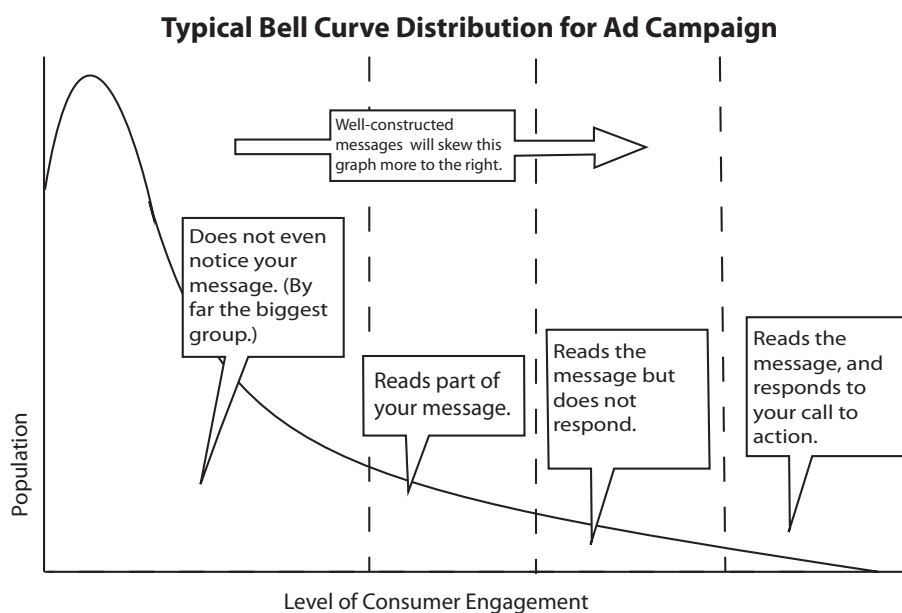 Typical Bell Curve Distribution for Ad Campaign
Well-constructed
messages will skew this
graph more to the right.
Does not even
notice your
message. (By
far the biggest
group.)
Reads part of
your message.
Reads the
message but
does not
respond.
Reads the
message, and
responds to
your call to
action.
Population
Level of Consumer Engagement